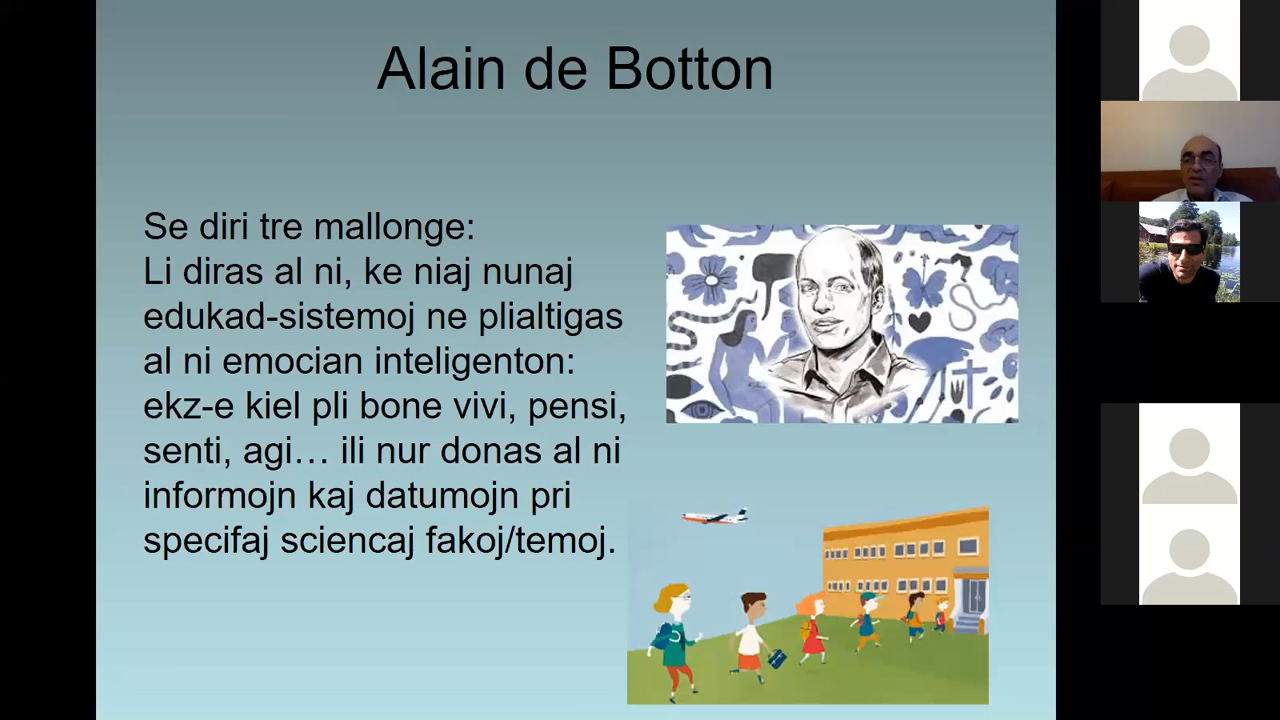 Alain de Botton
Se diri tre mallonge:
Li diras al ni, ke niaj nunaj
edukad-sistemoj ne plialtigas
al ni emocian inteligenton:
ekz-e kiel pli bone vivi, pensi,
senti, agi… ili nur donas al ni
informojn kaj datumojn pri
specifaj sciencaj fakoj/temoj.